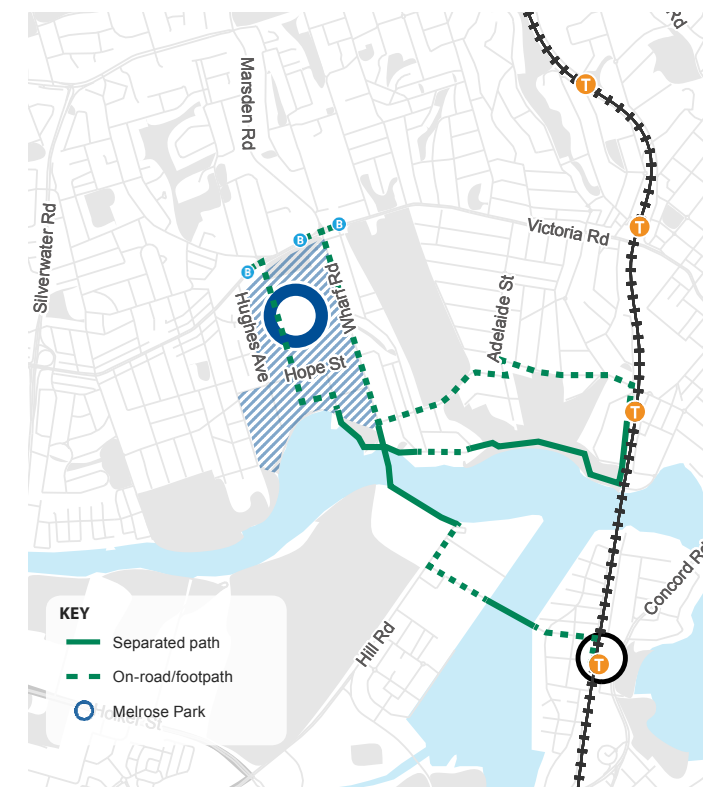 Rd
Marsden Rd
T
Silverwater Rd
B
B
T
Victoria Rd
B
Wharf Rd
Hughes Ave
Adelaide St
Hope St
T
Concord Rd
KEY
Separated path
Hill Rd
T
On-road/footpath
Melrose Park